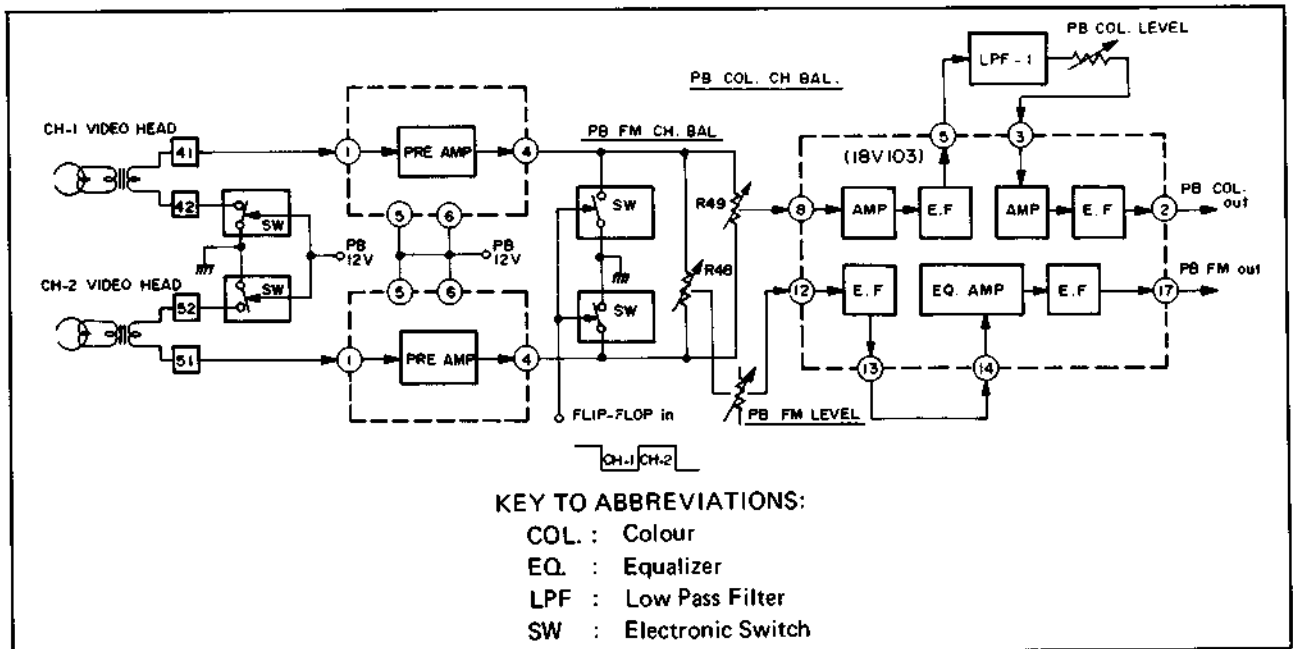 PB COL. LEVEL
LPF-1
PB COL. CH BAL.
CH-1 VIDEO HEAD
41
42
SW
PB
12V
1
PRE AMP
4
5
6
PB
12V
PB FM CH. BAL
SW
SW
R49
R48
5
3
(18V103)
8
AMP
E.F
AMP
E.F
2
PB COL.
out
CH-2 VIDEO HEAD
52
51
SW
5
6
1
PRE AMP
4
12
E.F
EQ. AMP
E.F
17
PB FM out
13
14
FLIP-FLOP in
PB FM LEVEL
CH-1 CH-2
KEY TO ABBREVIATIONS:
COL. : Colour
EQ. : Equalizer
LPF : Low Pass Filter
SW : Electronic Switch